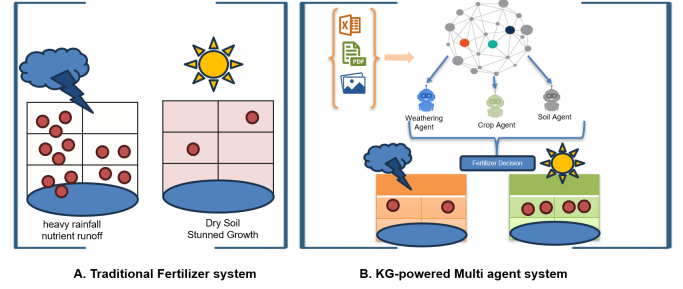 X
PDF
Weathering
Agent
Crop Agent
Soil Agent
Fertilizer Decision
heavy rainfall
nutrient runoff
Dry Soil
Stunned Growth
A. Traditional Fertilizer system
B. KG-powered Multi agent system